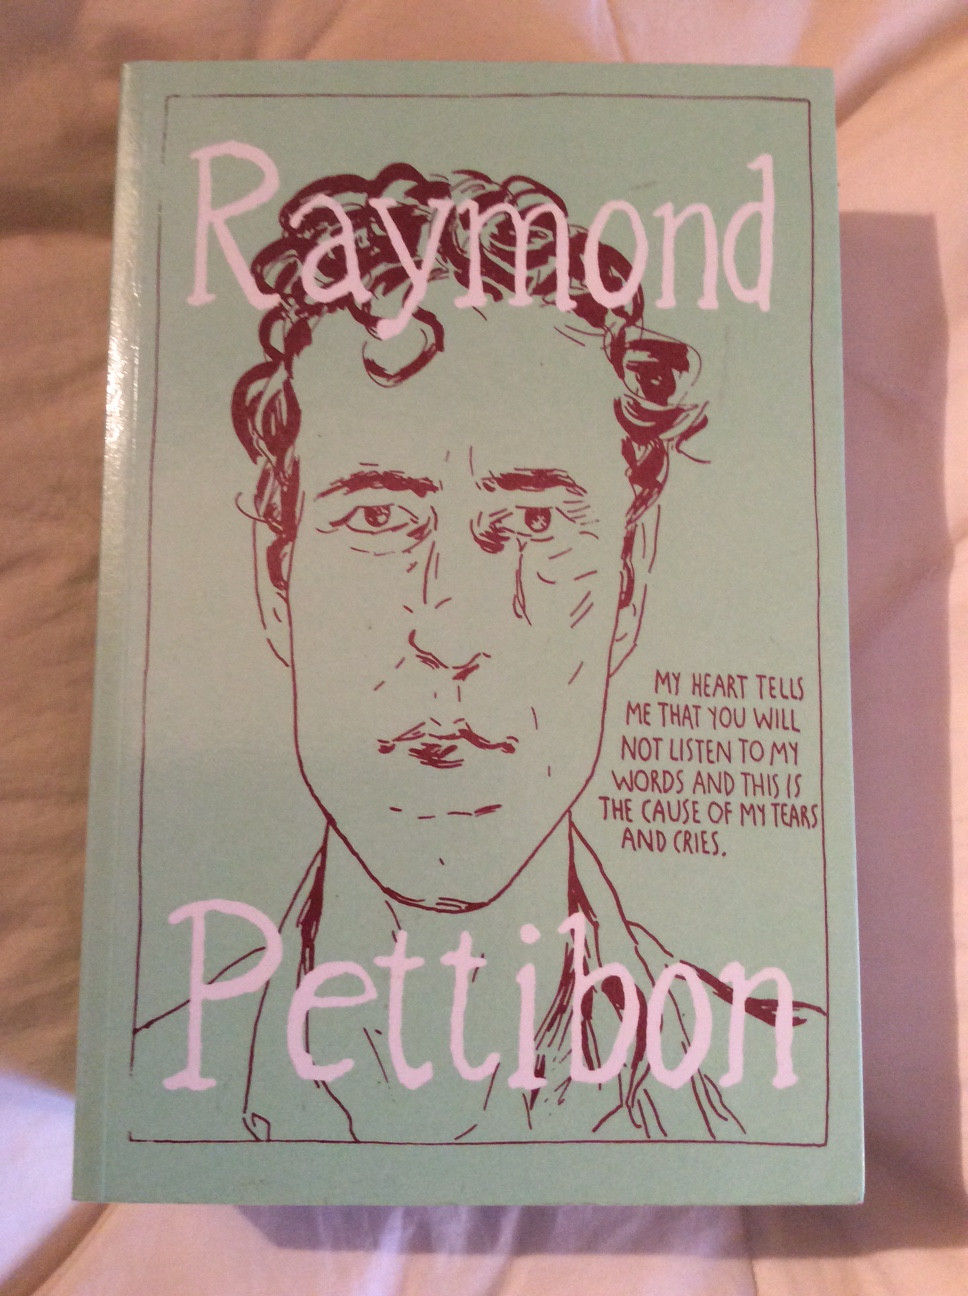 Raymond
MY HEART TELLS
ME THAT YOU WILL
NOT LISTEN TO MY
WORDS AND THIS IS
THE CAUSE OF MY TEARS
AND CRIES.
Pettibon